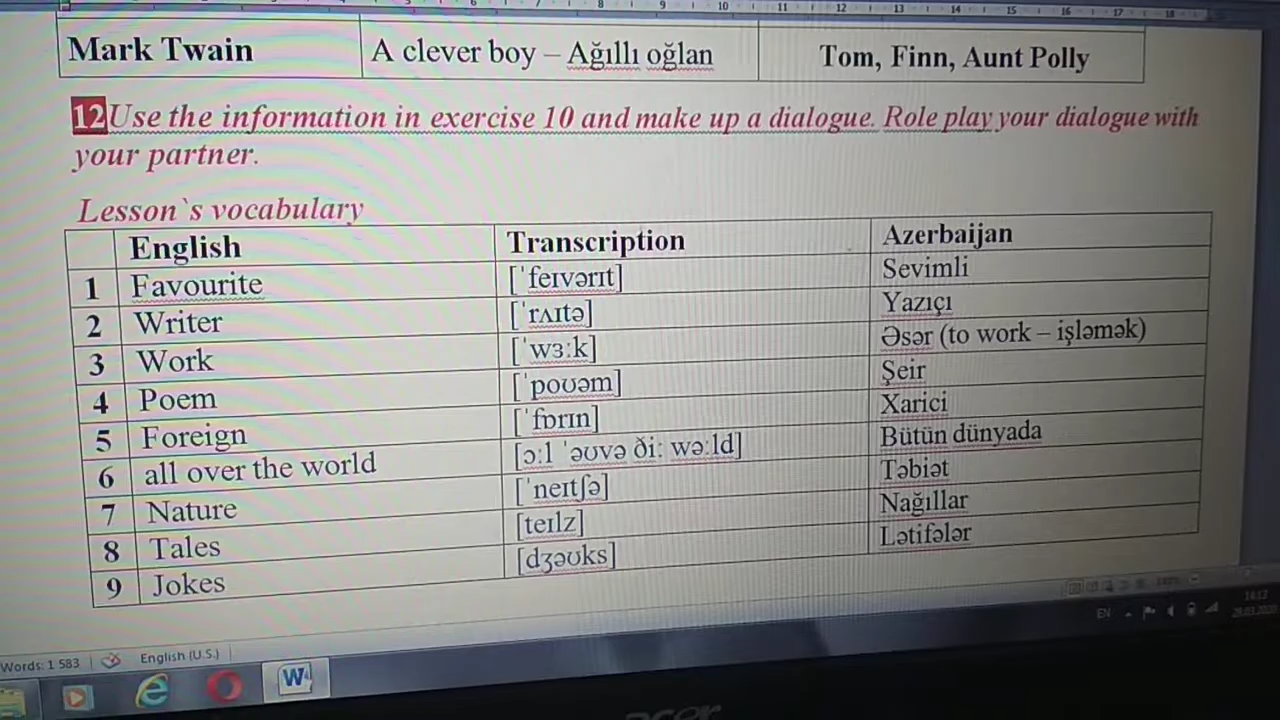 Mark Twain A clever boy – Ağıllı oğlan Tom, Finn, Aunt Polly
12 Use the information in exercise 10 and make up a dialogue. Role play your dialogue with
your partner.
Lesson`s vocabulary
English Transcription Azerbaijan
1 Favourite [ˈfeɪvərɪt] Sevimli
2 Writer [ˈrʌɪtə] Yazıçı
3 Work [ˈwɜːk] Əsər (to work – işləmək)
4 Poem [ˈpoʊəm] Şeir
5 Foreign [ˈfɒrɪn] Xarici
6 all over the world [ɔːl ˈəʊvə ðiː wəːld] Bütün dünyada
7 Nature [ˈneɪtʃə] Təbiət
8 Tales [teɪlz] Nağıllar
9 Jokes [dʒəʊks] Lətifələr
Words: 1 583 English (U.S.)
EN 14:12
acer